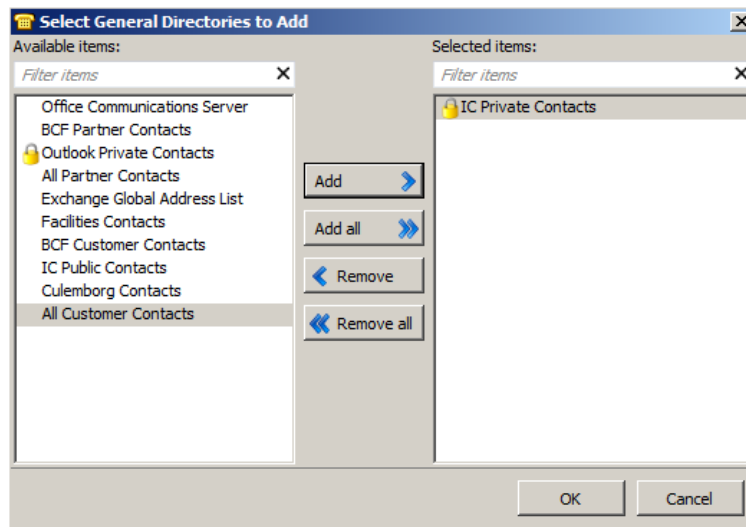 Select General Directories to Add
Available items:
Filter items
Office Communications Server
BCF Partner Contacts
Outlook Private Contacts
All Partner Contacts
Exchange Global Address List
Facilities Contacts
BCF Customer Contacts
IC Public Contacts
Culemborg Contacts
All Customer Contacts
Add
Add all
Remove
Remove all
Selected items:
Filter items
IC Private Contacts
OK
Cancel